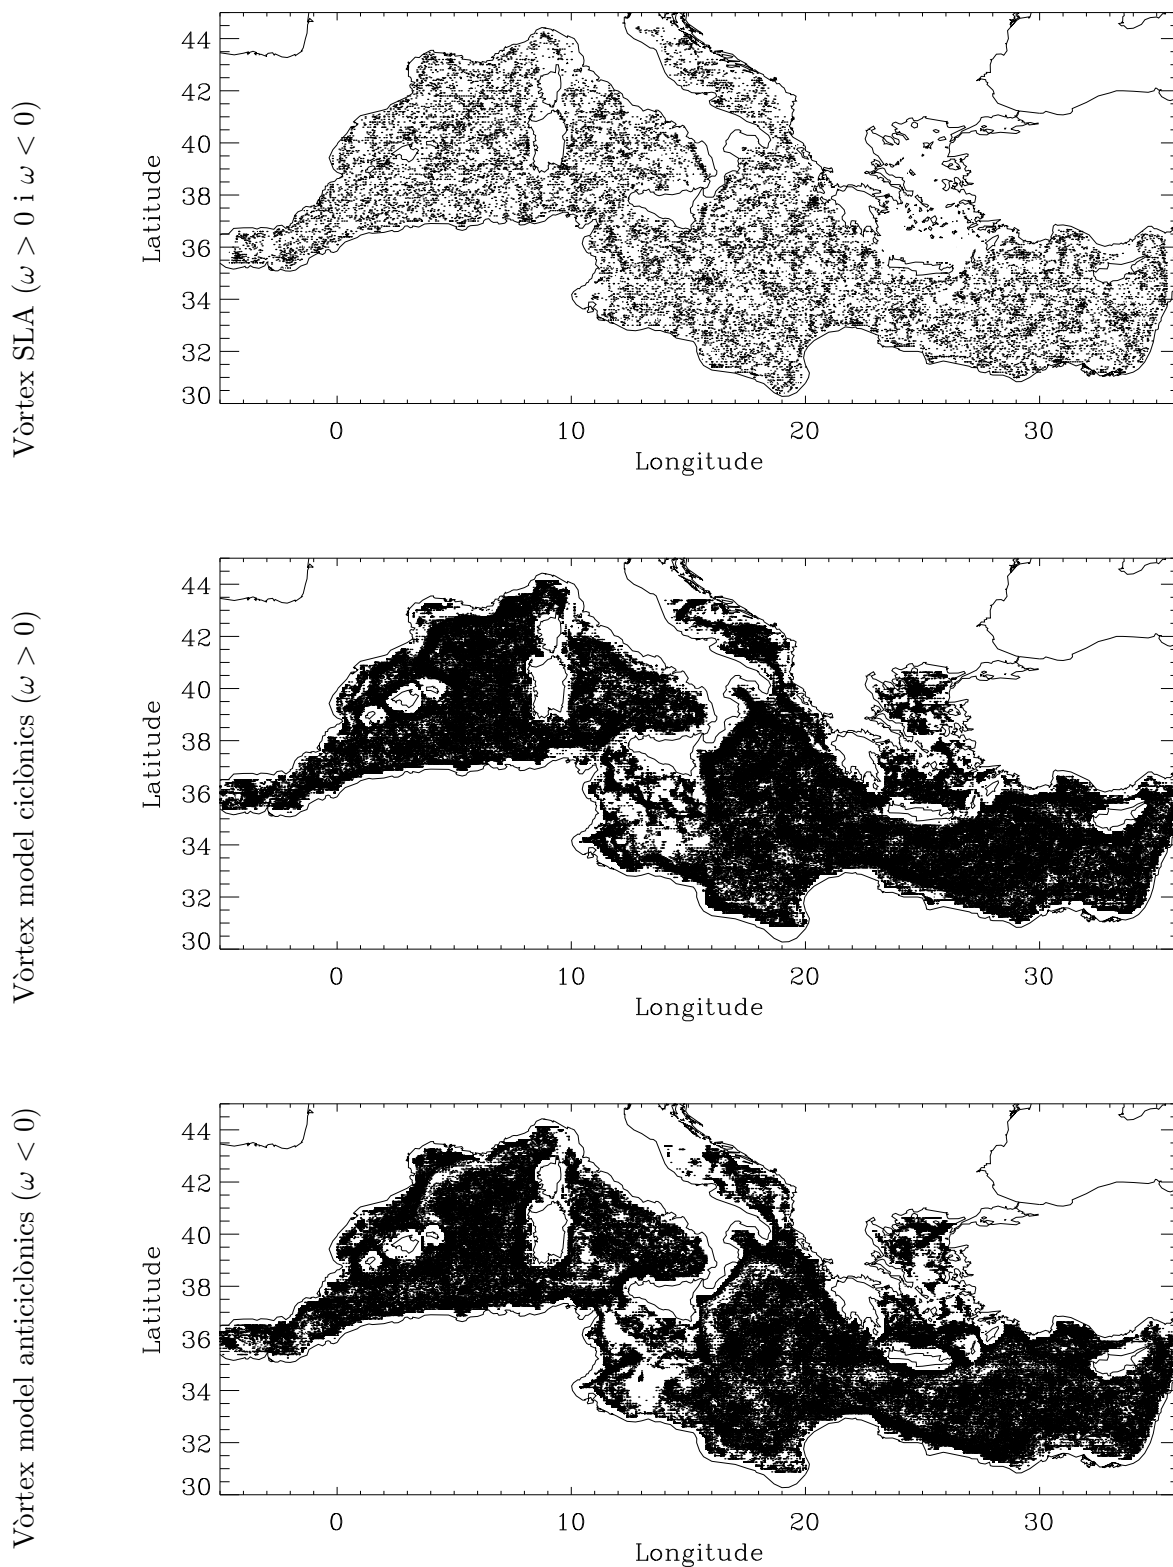 Vòrtex SLA (ω > 0 i ω < 0)
Latitude
44
42
40
38
36
34
32
30
0 10 20 30
Longitude
Vòrtex model ciclònics (ω > 0)
Latitude
44
42
40
38
36
34
32
30
0 10 20 30
Longitude
Vòrtex model anticiclònics (ω < 0)
Latitude
44
42
40
38
36
34
32
30
0 10 20 30
Longitude